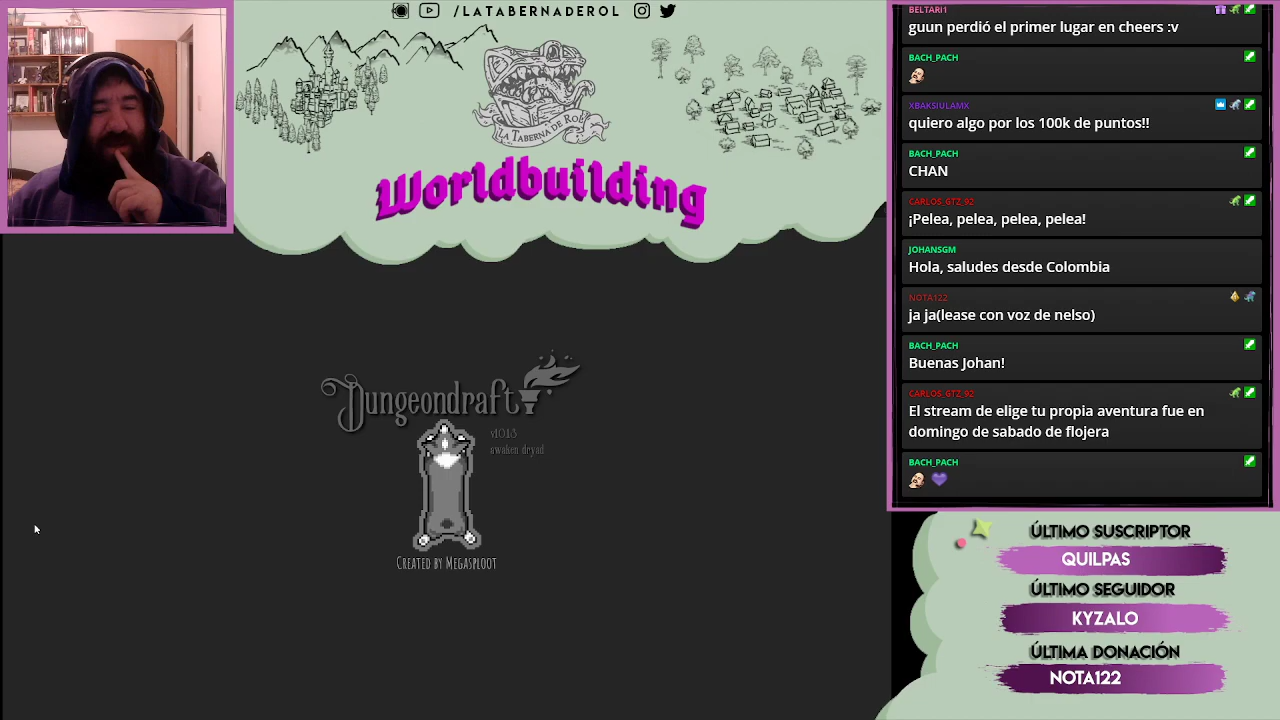 /LATABERNADEROL
LA TABERNA DE ROL
Worldbuilding
Dungeondraft
v1.0.1.3
awaken dryad
CREATED BY MEGASPLOOT
BELTARI1
guun perdió el primer lugar en cheers :v
BACH_PACH
XBAKSIULAMX
quiero algo por los 100k de puntos!!
BACH_PACH
CHAN
CARLOS_GTZ_92
¡Pelea, pelea, pelea, pelea!
JOHANSGM
Hola, saludes desde Colombia
NOTA122
ja ja(lease con voz de nelso)
BACH_PACH
Buenas Johan!
CARLOS_GTZ_92
El stream de elige tu propia aventura fue en
domingo de sabado de flojera
BACH_PACH
ÚLTIMO SUSCRIPTOR
QUILPAS
ÚLTIMO SEGUIDOR
KYZALO
ÚLTIMA DONACIÓN
NOTA122